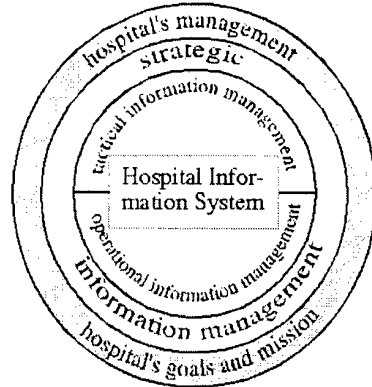 hospital's management
strategic
tactical information management
Hospital Infor-
mation System
operational information management
information management
hospital's goals and mission